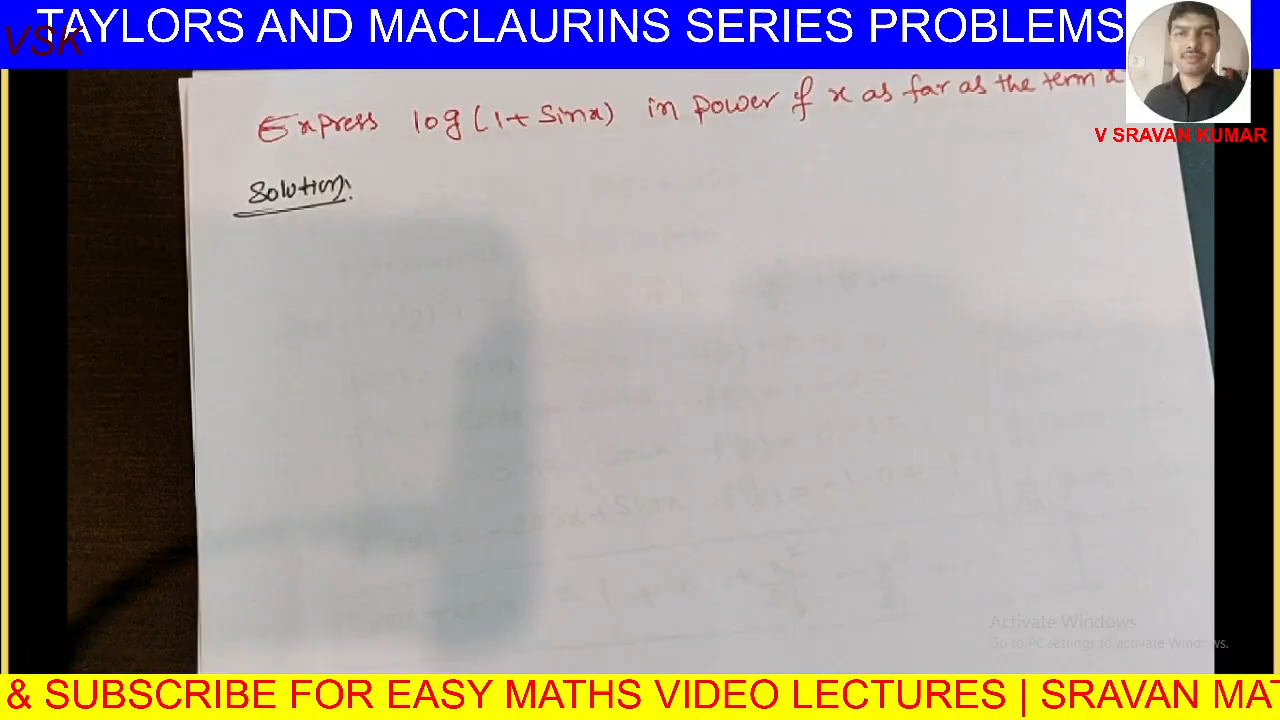 TAYLORS AND MACLAURINS SERIES PROBLEMS
VSK
Express log(1+ Sinx) in power of x as far as the term x
V SRAVAN KUMAR
Solution:
Activate Windows
Go to PC settings to activate Windows.
& SUBSCRIBE FOR EASY MATHS VIDEO LECTURES | SRAVAN MAT